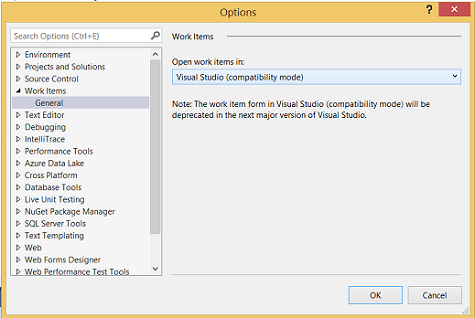 Options
?
Search Options (Ctrl+E)
Environment
Projects and Solutions
Source Control
Work Items
General
Text Editor
Debugging
IntelliTrace
Performance Tools
Azure Data Lake
Cross Platform
Database Tools
Live Unit Testing
NuGet Package Manager
SQL Server Tools
Text Templating
Web
Web Forms Designer
Web Performance Test Tools
Work Items
Open work items in:
Visual Studio (compatibility mode)
Note: The work item form in Visual Studio (compatibility mode) will be
deprecated in the next major version of Visual Studio.
OK
Cancel